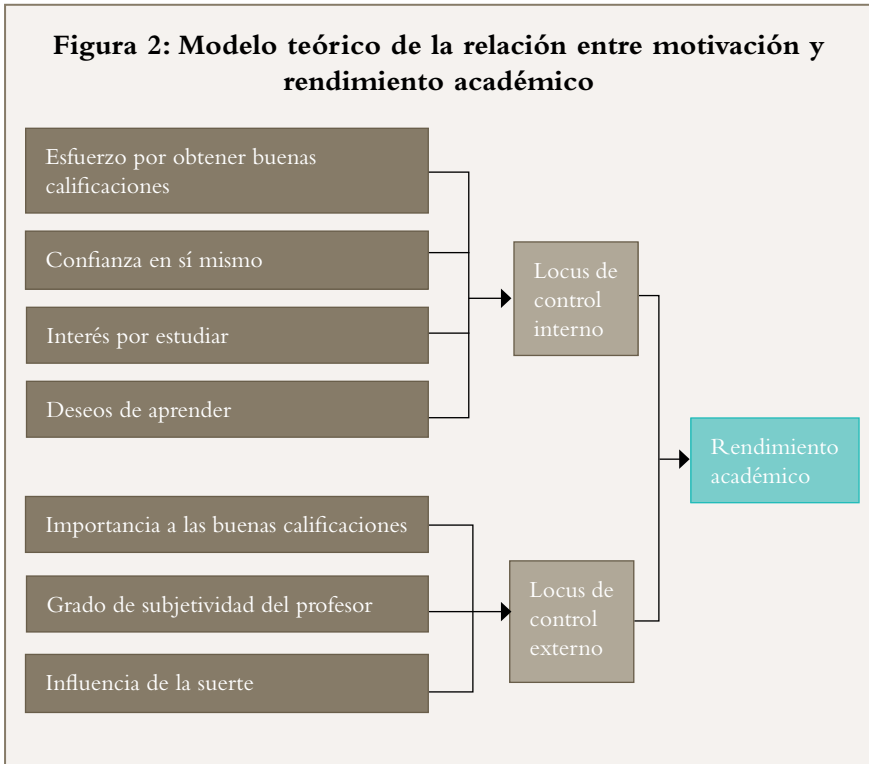 Figura 2: Modelo teórico de la relación entre motivación y
rendimiento académico
Esfuerzo por obtener buenas
calificaciones
Confianza en sí mismo
Interés por estudiar
Deseos de aprender
Locus de
control
interno
Importancia a las buenas calificaciones
Grado de subjetividad del profesor
Influencia de la suerte
Locus de
control
externo
Rendimiento
académico